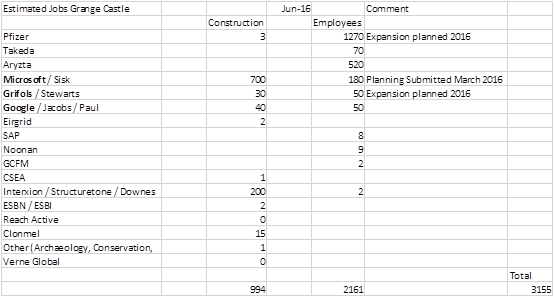 Estimated Jobs Grange Castle Jun-16 Comment
Construction Employees
Pfizer 3 1270 Expansion planned 2016
Takeda 70
Aryzta 520
Microsoft / Sisk 700 180 Planning Submitted March 2016
Grifols / Stewarts 30 50 Expansion planned 2016
Google / Jacobs / Paul 40 50
Eirgrid 2
SAP 8
Noonan 9
GCFM 2
CSEA 1
Interxion / Structuretone / Downes 200 2
ESBN / ESBI 2
Reach Active 0
Clonmel 15
Other (Archaeology, Conservation, 1
Verne Global 0
Total
994 2161 3155